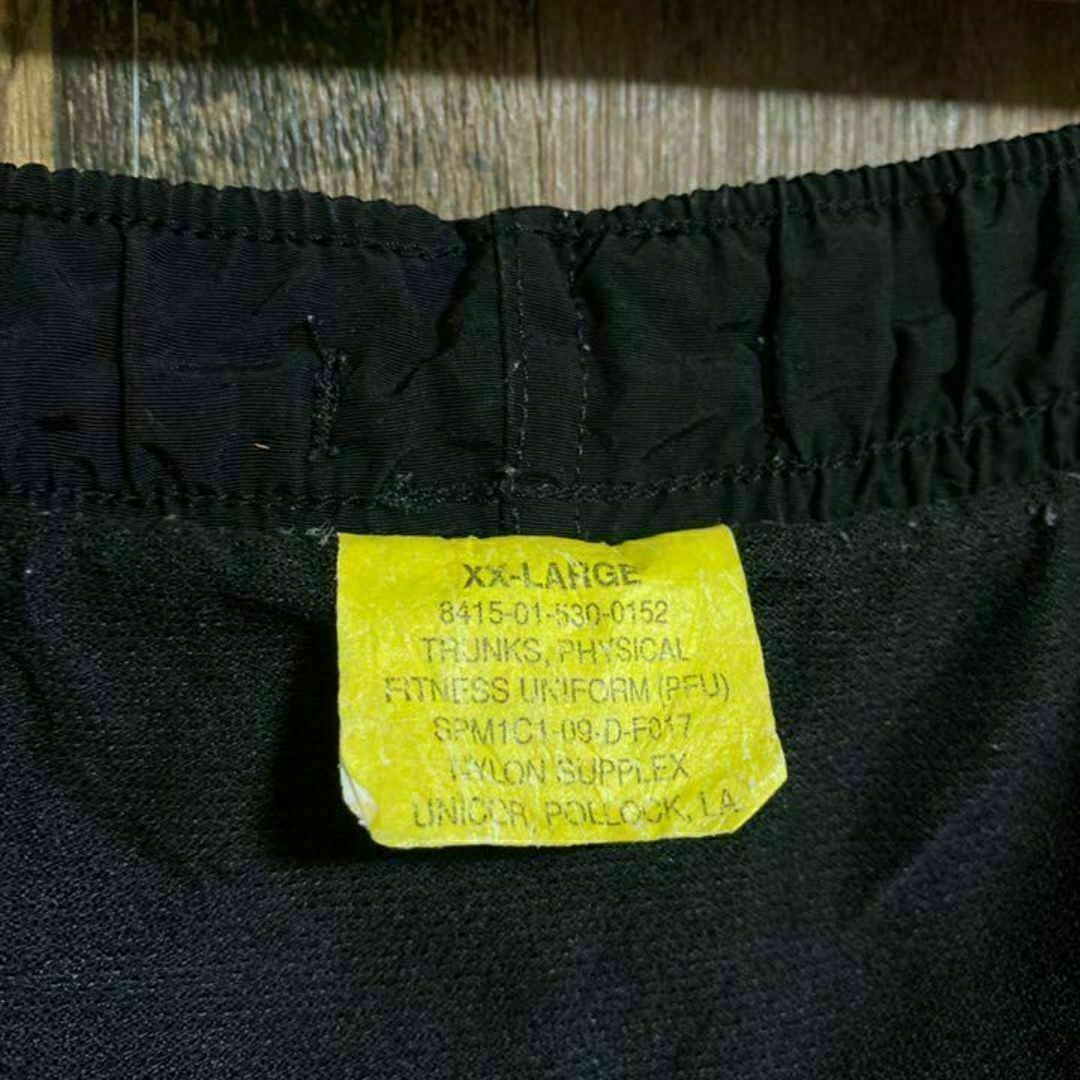 XX-LARGE
8415-01-530-0152
TRUNKS, PHYSICAL
FITNESS UNIFORM (PFU)
SPM1C1-09-D-F017
NYLON SUPPLEX
UNICOR, POLLOCK, LA